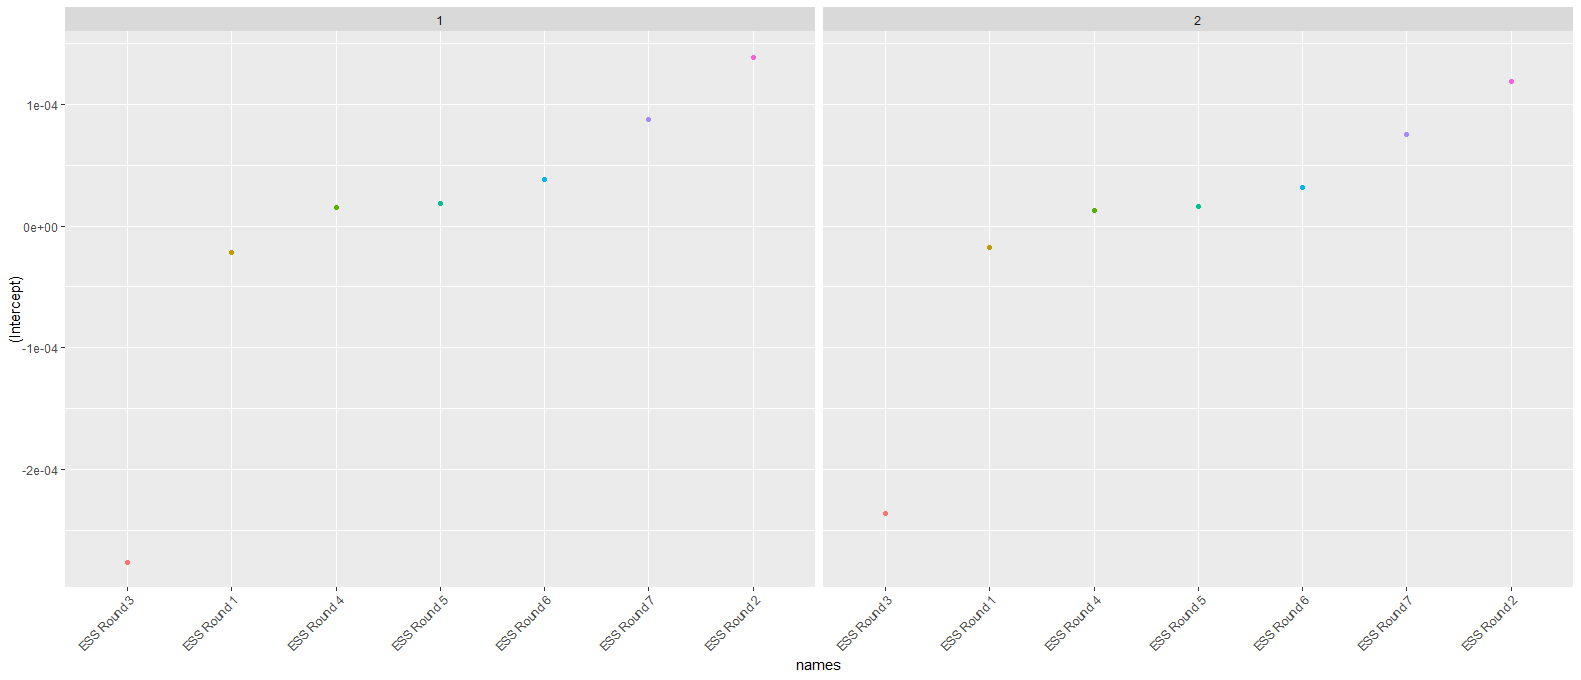 1
2
1e-04
0e+00
-1e-04
-2e-04
(Intercept)
ESS Round 3
ESS Round 1
ESS Round 4
ESS Round 5
ESS Round 6
ESS Round 7
ESS Round 2
ESS Round 3
ESS Round 1
ESS Round 4
ESS Round 5
ESS Round 6
ESS Round 7
ESS Round 2
names